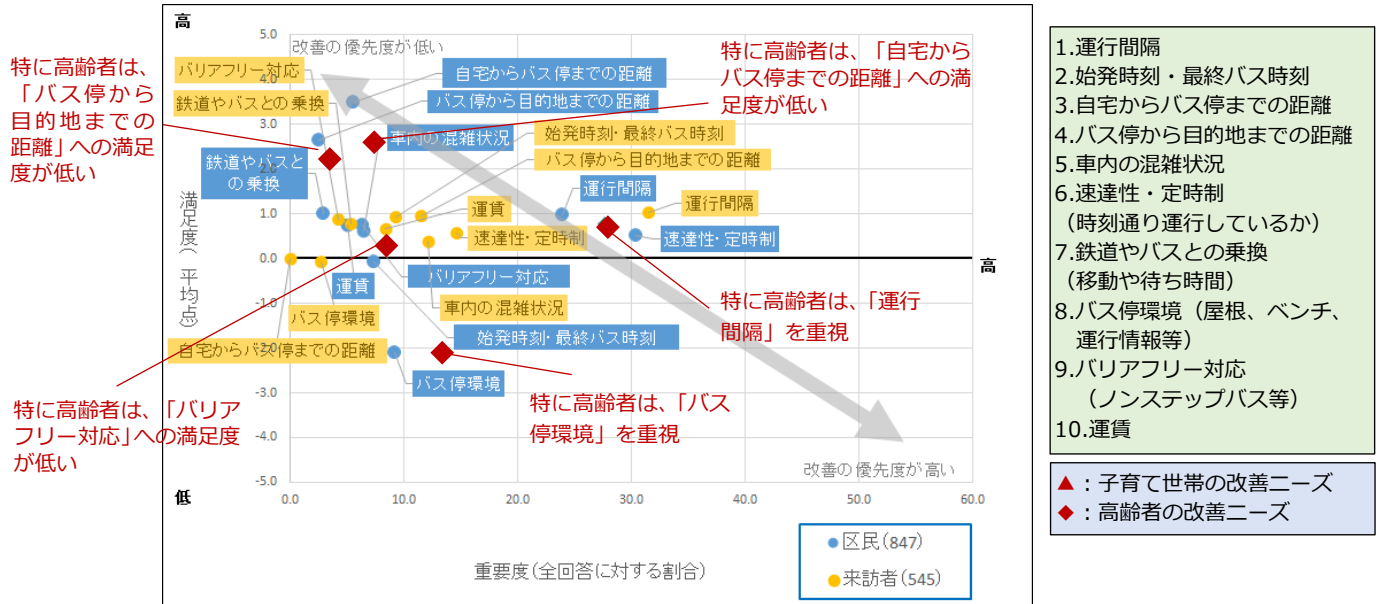 高
5.0
4.0
3.0
2.0
1.0
0.0
-1.0
-2.0
-3.0
-4.0
-5.0
低
満足度(平均点)
改善の優先度が低い
バリアフリー対応
鉄道やバスとの乗換
自宅からバス停までの距離
バス停から目的地までの距離
車内の混雑状況
始発時刻・最終バス時刻
バス停から目的地までの距離
鉄道やバスと
の乗換
運行間隔
運行間隔
運賃
速達性・定時制
速達性・定時制
高
運賃
バリアフリー対応
バス停環境
車内の混雑状況
自宅からバス停までの距離
始発時刻・最終バス時刻
バス停環境
改善の優先度が高い
0.0
10.0
20.0
30.0
40.0
50.0
60.0
重要度(全回答に対する割合)
区民(847)
来訪者(545)
特に高齢者は、
「バス停から
目的地までの
距離」への満足
度が低い
特に高齢者は、「自宅から
バス停までの距離」への満
足度が低い
特に高齢者は、「運行
間隔」を重視
特に高齢者は、「バス
停環境」を重視
特に高齢者は、「バリア
フリー対応」への満足度
が低い
1.運行間隔
2.始発時刻・最終バス時刻
3.自宅からバス停までの距離
4.バス停から目的地までの距離
5.車内の混雑状況
6.速達性・定時制
(時刻通り運行しているか)
7.鉄道やバスとの乗換
(移動や待ち時間)
8.バス停環境(屋根、ベンチ、
運行情報等)
9.バリアフリー対応
(ノンステップバス等)
10.運賃
▲:子育て世帯の改善ニーズ
◆:高齢者の改善ニーズ